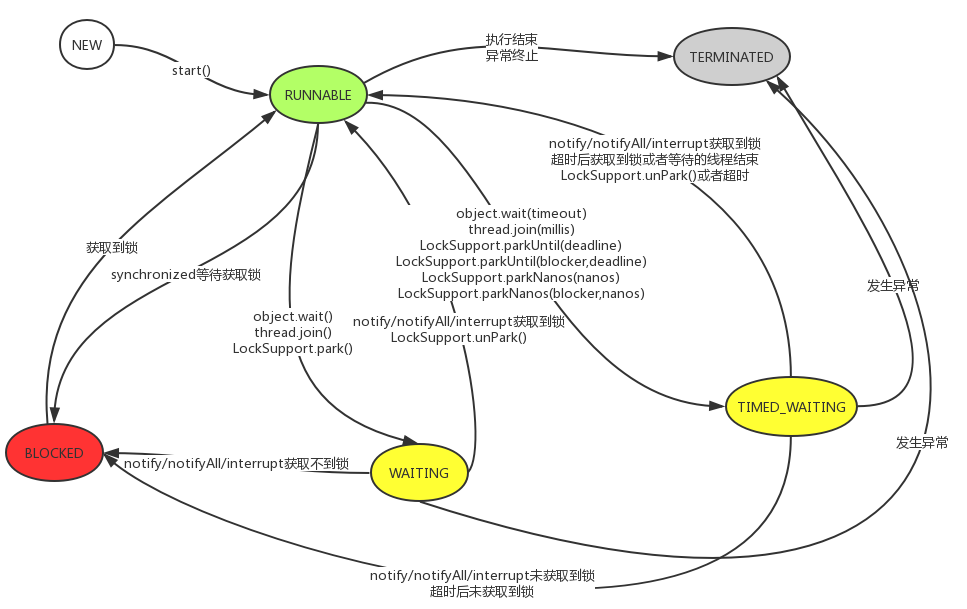 NEW
执行结束
异常终止
TERMINATED
start()
RUNNABLE
notify/notifyAll/interrupt获取到锁
超时后获取到锁或者等待的线程结束
LockSupport.unPark()或者超时
object.wait(timeout)
thread.join(millis)
LockSupport.parkUntil(deadline)
LockSupport.parkUntil(blocker,deadline)
LockSupport.parkNanos(nanos)
LockSupport.parkNanos(blocker,nanos)
获取到锁
synchronized等待获取锁
发生异常
object.wait()
thread.join()
LockSupport.park()
notify/notifyAll/interrupt获取到锁
LockSupport.unPark()
TIMED_WAITING
发生异常
BLOCKED
notify/notifyAll/interrupt获取不到锁
WAITING
notify/notifyAll/interrupt未获取到锁
超时后未获取到锁